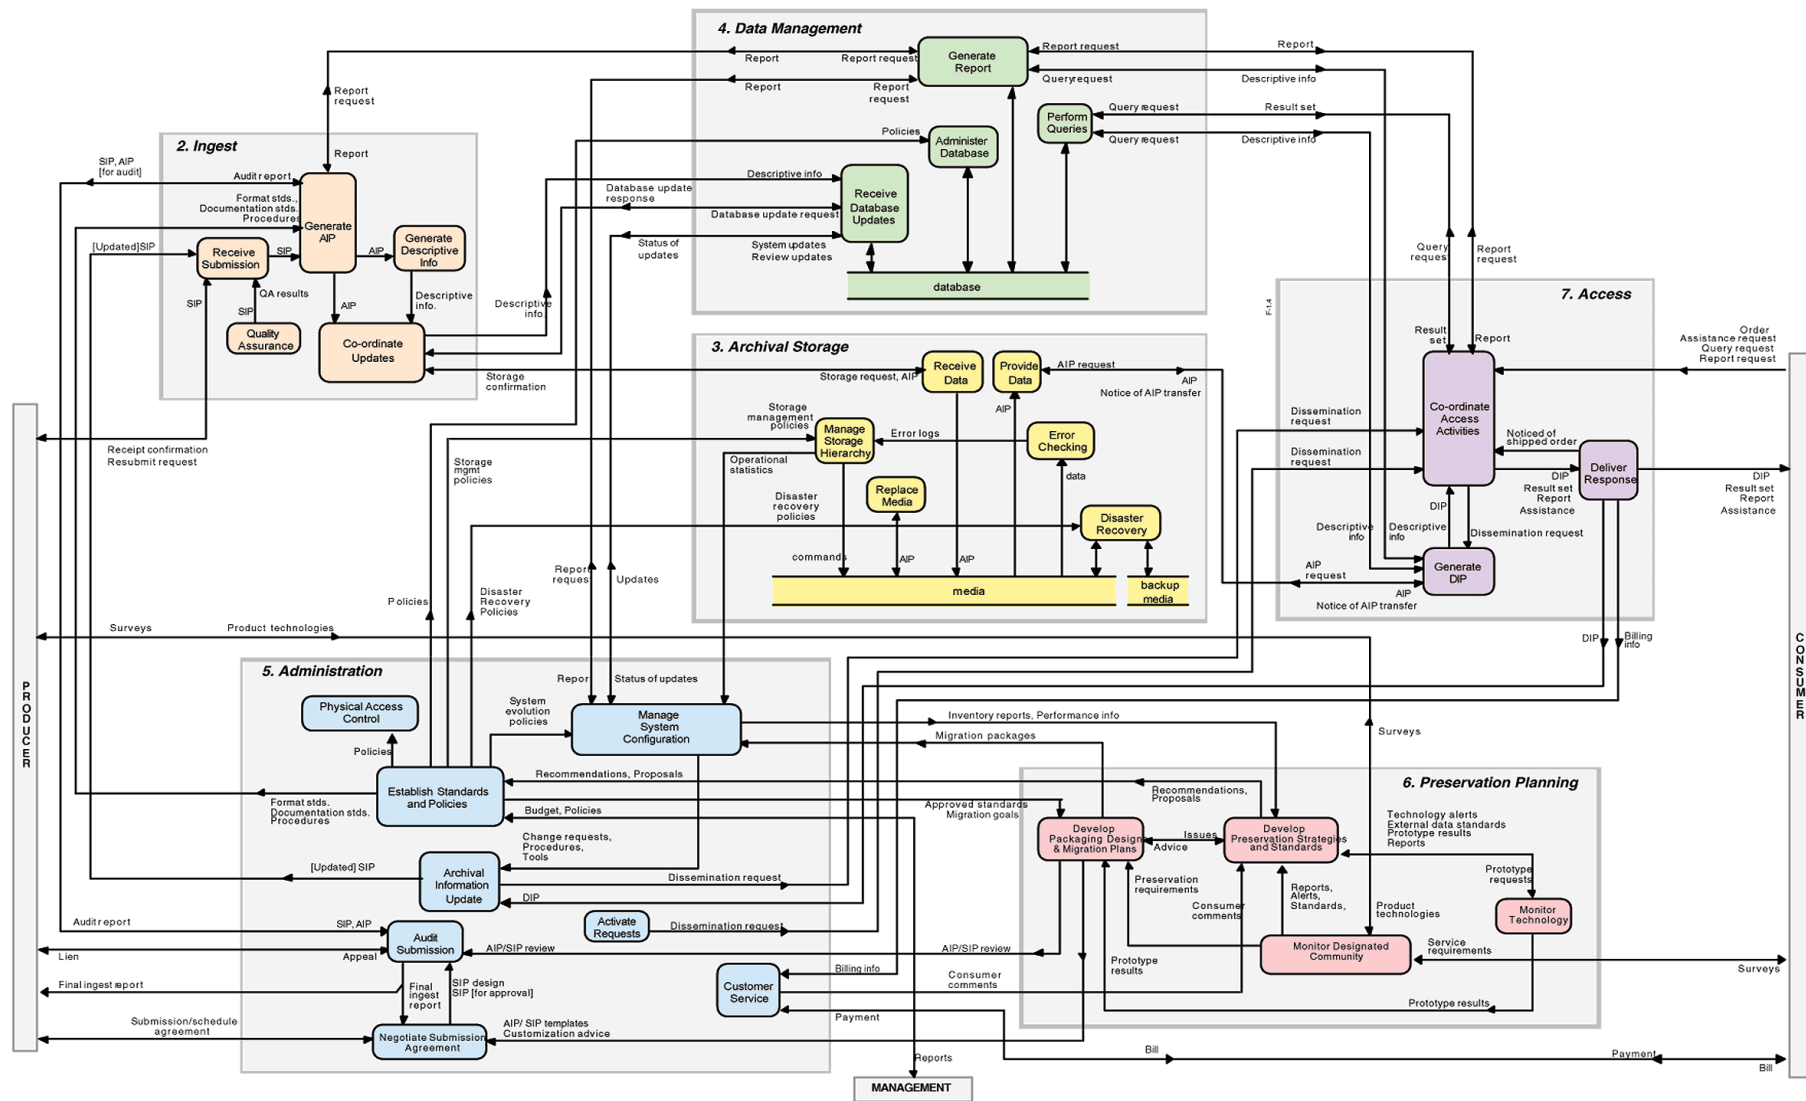 4. Data Management
Generate
Report
Report
Report request
Report request
Report
Report
Report
request
Queryrequest
Descriptive info
Report
request
Perform
Queries
Query request
Result set
Query request
Descriptive info
Policies
Administer
Database
Descriptive info
Database update
response
Database update request
Receive
Database
Updates
Status of
updates
System updates
Review updates
database
2. Ingest
Report
SIP, AIP
[for audit]
Audit report
Format stds.,
Documentation stds.
Procedures
Generate
AIP
[Updated]SIP
Receive
Submission
SIP
AIP
Generate
Descriptive
Info
SIP
QA results
SIP
AIP
Descriptive
info.
Quality
Assurance
Co-ordinate
Updates
Descriptive
info.
Storage
confirmation
Receipt confirmation
Resubmit request
3. Archival Storage
Storage request, AIP
Receive
Data
Provide
Data
AIP request
AIP
Notice of AIP transfer
AIP
Storage
management
policies
Manage
Storage
Hierarchy
Error logs
Error
Checking
Storage
mgmt
policies
Operational
statistics
data
Disaster
recovery
policies
Replace
Media
Disaster
Recovery
commands
AIP
AIP
media
backup
media
7. Access
F-1.4
Query
request
Report
request
Result
set
Report
Order
Assistance request
Query request
Report request
Co-ordinate
Access
Activities
Dissemination
request
Dissemination
request
Noticed of
shipped order
Deliver
Response
DIP
Result set
Report
Assistance
DIP
Result set
Report
Assistance
DIP
Descriptive
info
Descriptive
info
Dissemination request
Generate
DIP
AIP
request
AIP
Notice of AIP transfer
DIP
Billing
info
Report
request
Updates
Policies
Disaster
Recovery
Policies
Surveys
Product technologies
PRODUCER
CONSUMER
5. Administration
Physical Access
Control
Policies
System
evolution
policies
Report
Status of updates
Manage
System
Configuration
Inventory reports, Performance info
Migration packages
Surveys
Establish Standards
and Policies
Format stds.
Documentation stds.
Procedures
Recommendations, Proposals
Budget, Policies
Approved standards
Migration goals
Change requests,
Procedures,
Tools
[Updated] SIP
Archival
Information
Update
Dissemination request
DIP
Activate
Requests
Dissemination request
Audit report
SIP, AIP
Audit
Submission
Lien
Appeal
AIP/SIP review
AIP/SIP review
Final ingest report
Final
ingest
report
SIP design
SIP [for approval]
Submission/schedule
agreement
Negotiate Submission
Agreement
AIP/ SIP templates
Customization advice
Customer
Service
Billing info
Consumer
comments
Payment
Reports
MANAGEMENT
Bill
Payment
Bill
6. Preservation Planning
Recommendations,
Proposals
Develop
Packaging Design
& Migration Plans
Issues
Advice
Develop
Preservation Strategies
and Standards
Technology alerts
External data standards
Prototype results
Reports
Preservation
requirements
Consumer
comments
Reports,
Alerts,
Standards,
Product
technologies
Prototype
requests
Monitor
Technology
Monitor Designated
Community
Service
requirements
Surveys
Prototype
results
Prototype results